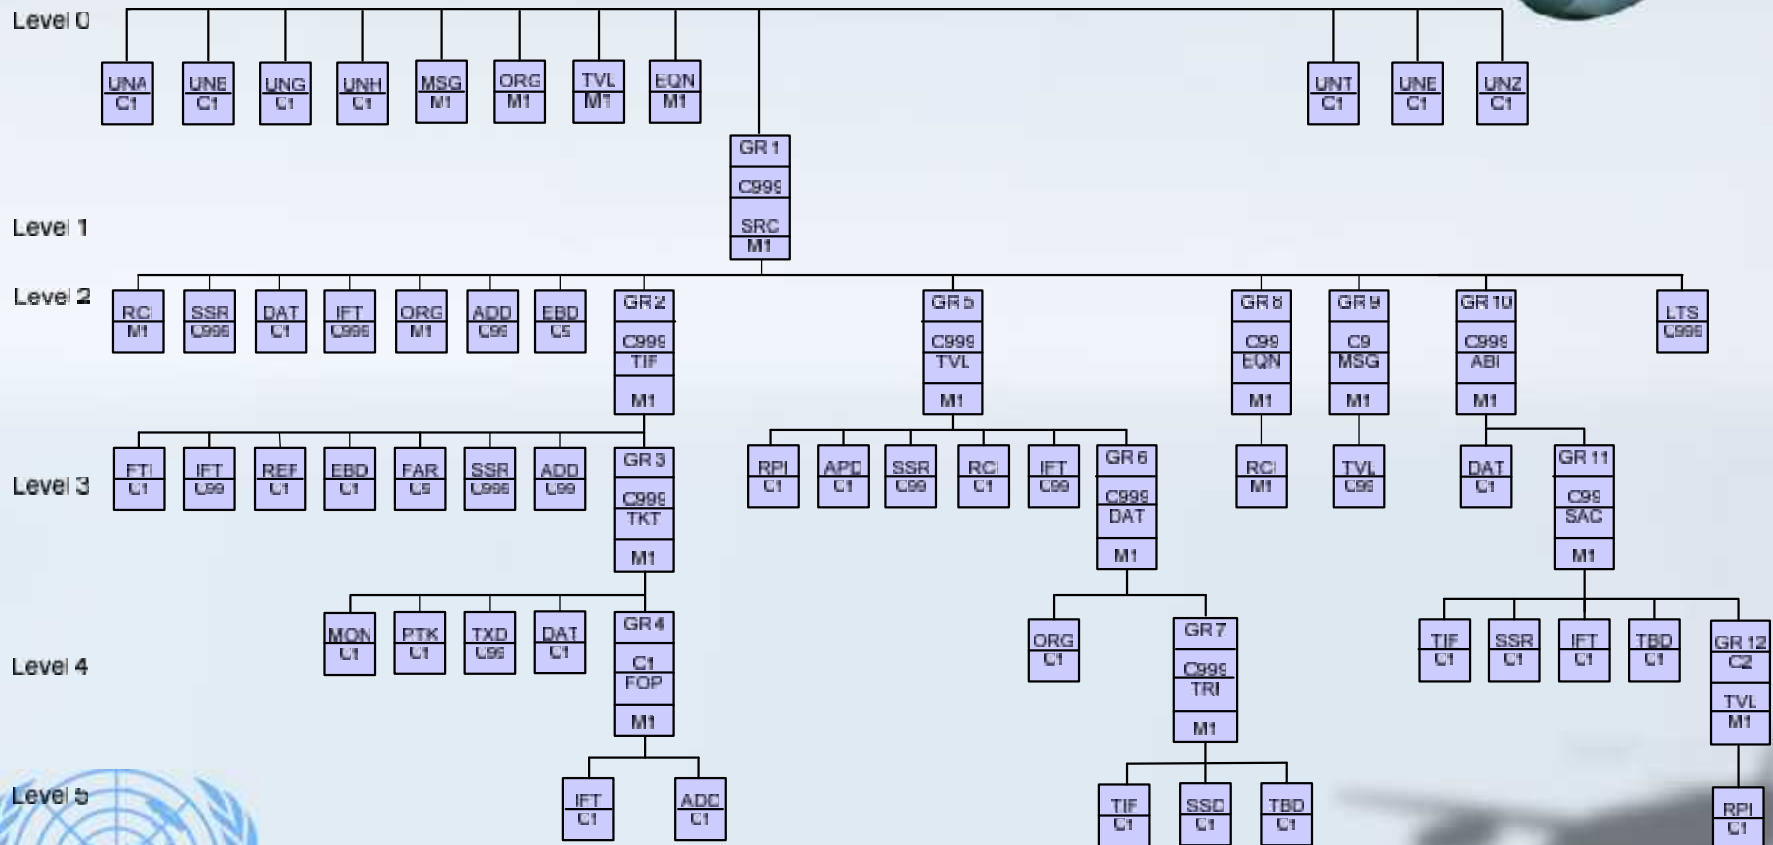 Level 0
UNA UNB UNG UNH MSG ORG TVL EQN UNT UNE UNZ
C1 C1 C1 C1 M1 M1 M1 M1 C1 C1 C1
GR 1
C999
SRC
M1
Level 1
Level 2
RCI SSR DAT IFT ORG ADD EBD GR 2 GR 5 GR 8 GR 9 GR 10 LTS
M1 C999 C1 C999 M1 C99 C5 C999 C999 C99 C9 C999 C999
TIF TVL EQN MSG ABI
M1 M1 M1 M1 M1
Level 3
FTI IFT REF EBD FAR SSR ADD GR 3 RPI APD SSR RCI IFT GR 6 RCI TVL DAT GR 11
C1 C99 C1 C1 C5 C999 C99 C999 C1 C1 C99 C1 C99 C999 M1 C99 C1 C99
TKT DAT SAC
M1 M1 M1
Level 4
MON PTK TXD DAT GR 4 ORG GR 7 TIF SSR IFT TBD GR 12
C1 C1 C99 C1 C1 C1 C999 C1 C1 C1 C1 C2
FOP TRI TVL
M1 M1 M1
Level 5
IFT ADD TIF SSD TBD RPI
C1 C1 C1 C1 C1 C1